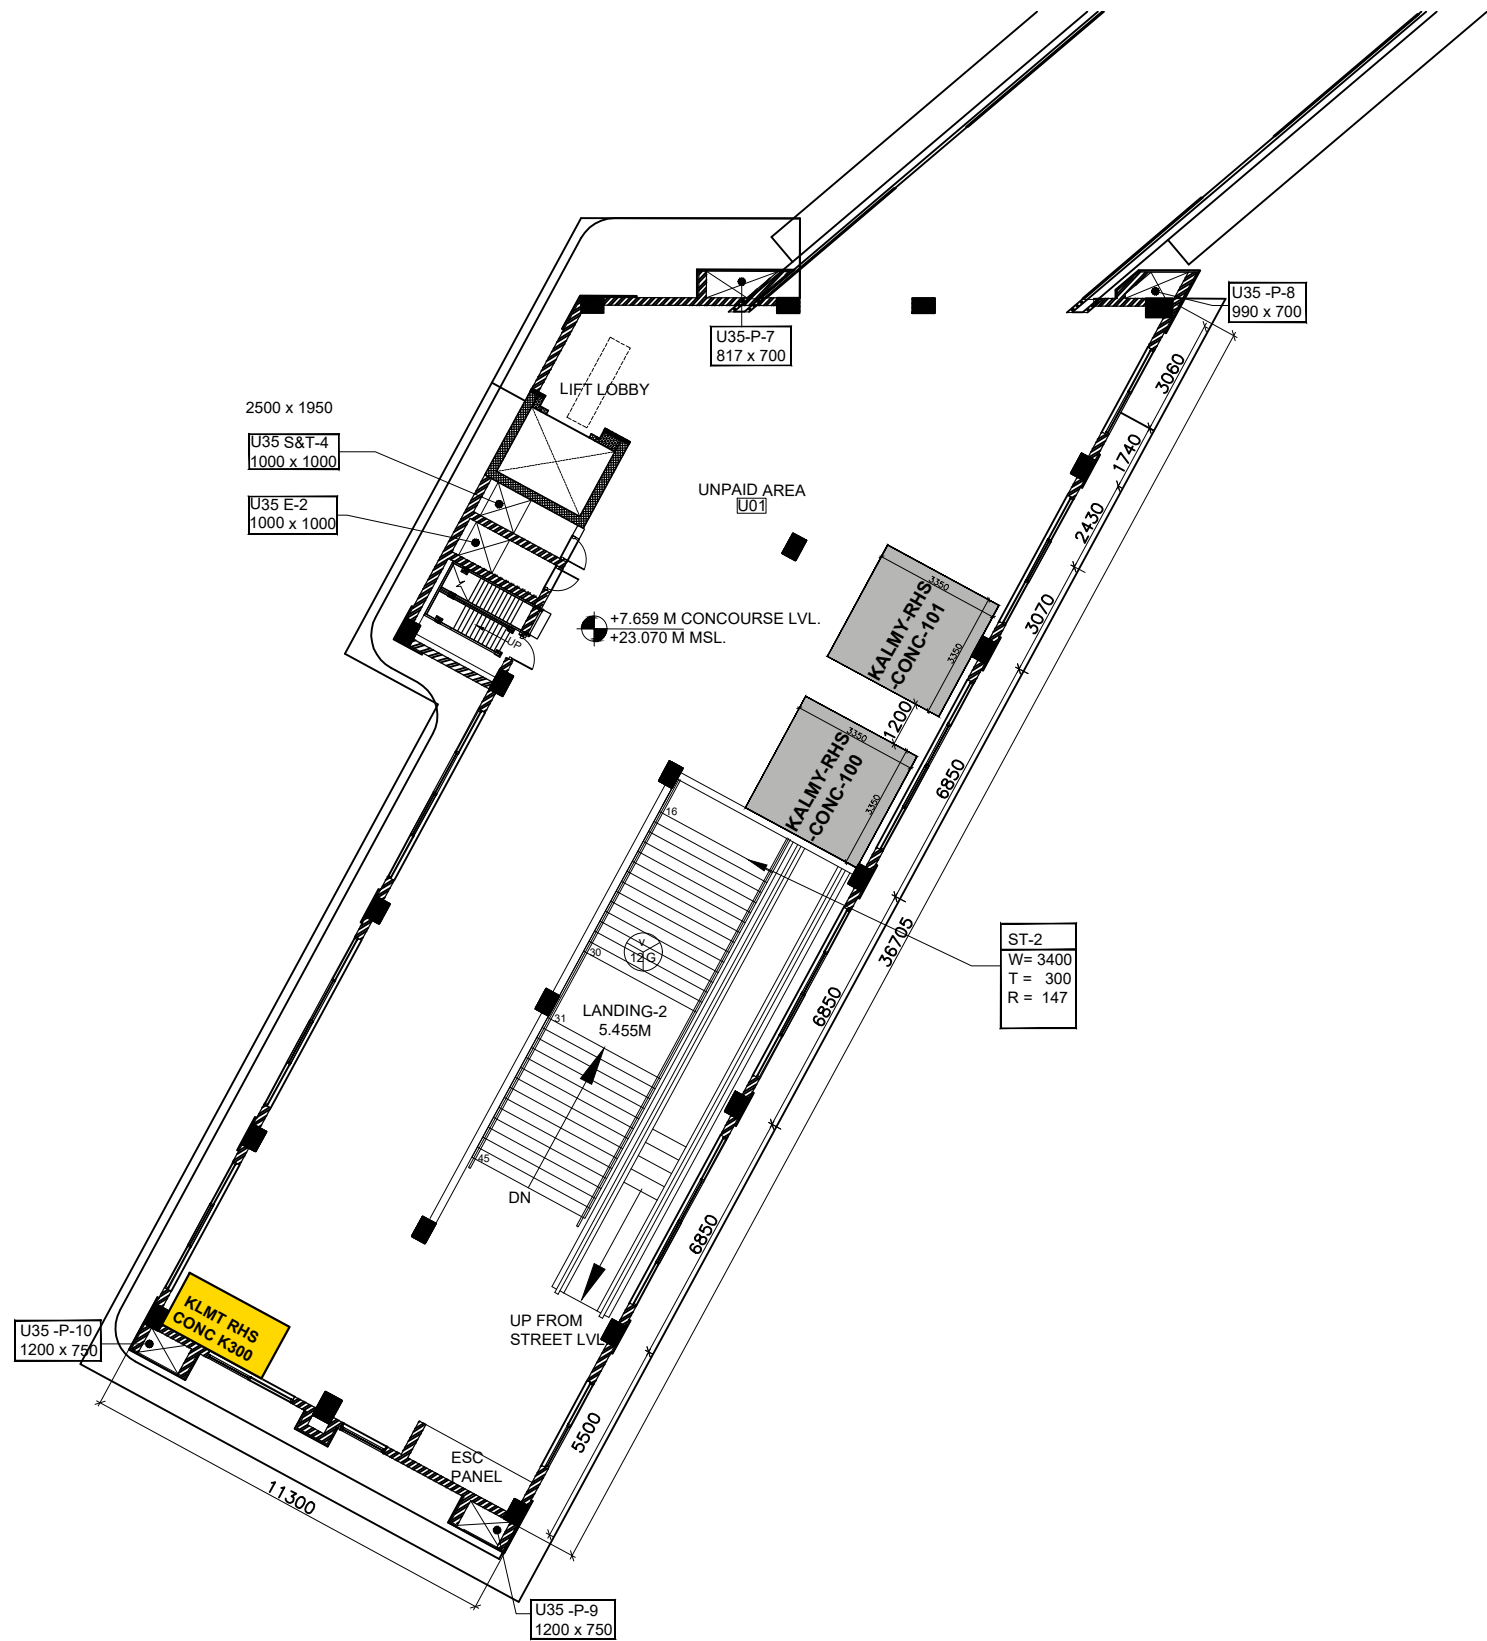 U35 -P-8
990 x 700
U35-P-7
817 x 700
3060
LIFT LOBBY
2500 x 1950
U35 S&T-4
1000 x 1000
1740
UNPAID AREA
U01
U35 E-2
1000 x 1000
2430
3350
KALMY-RHS
-CONC-101
3350
+7.659 M CONCOURSE LVL.
+23.070 M MSL.
UP
3070
1200
3350
KALMY-RHS
-CONC-100
3350
6850
16
36705
ST-2
W= 3400
T = 300
R = 147
30
12G
LANDING-2
5.455M
31
6850
45
DN
6850
UP FROM
STREET LVL
KLMT RHS
CONC K300
U35 -P-10
1200 x 750
5500
ESC
PANEL
11300
U35 -P-9
1200 x 750